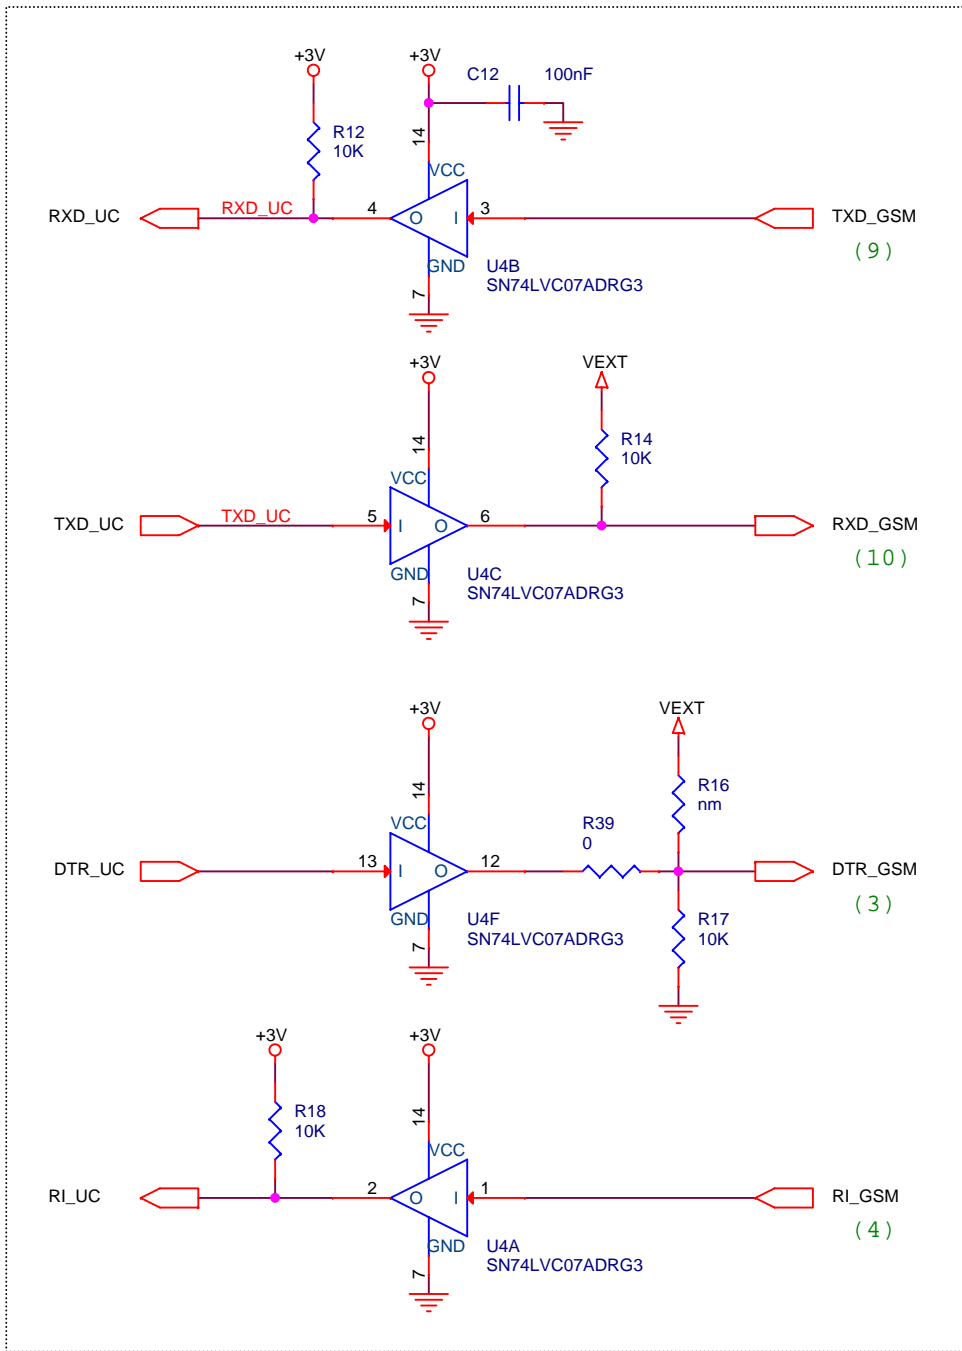 +3V
+3V
C12
100nF
14
R12
10K
VCC
RXD_UC
RXD_UC
4
O
I
3
TXD_GSM
(9)
GND
U4B
SN74LVC07ADRG3
7
+3V
VEXT
14
R14
10K
VCC
TXD_UC
TXD_UC
5
I
O
6
RXD_GSM
(10)
GND
U4C
SN74LVC07ADRG3
7
+3V
VEXT
14
R16
nm
VCC
R39
0
DTR_UC
13
I
O
12
DTR_GSM
(3)
GND
U4F
SN74LVC07ADRG3
R17
10K
7
+3V
+3V
14
R18
10K
VCC
RI_UC
2
O
I
1
RI_GSM
(4)
GND
U4A
SN74LVC07ADRG3
7